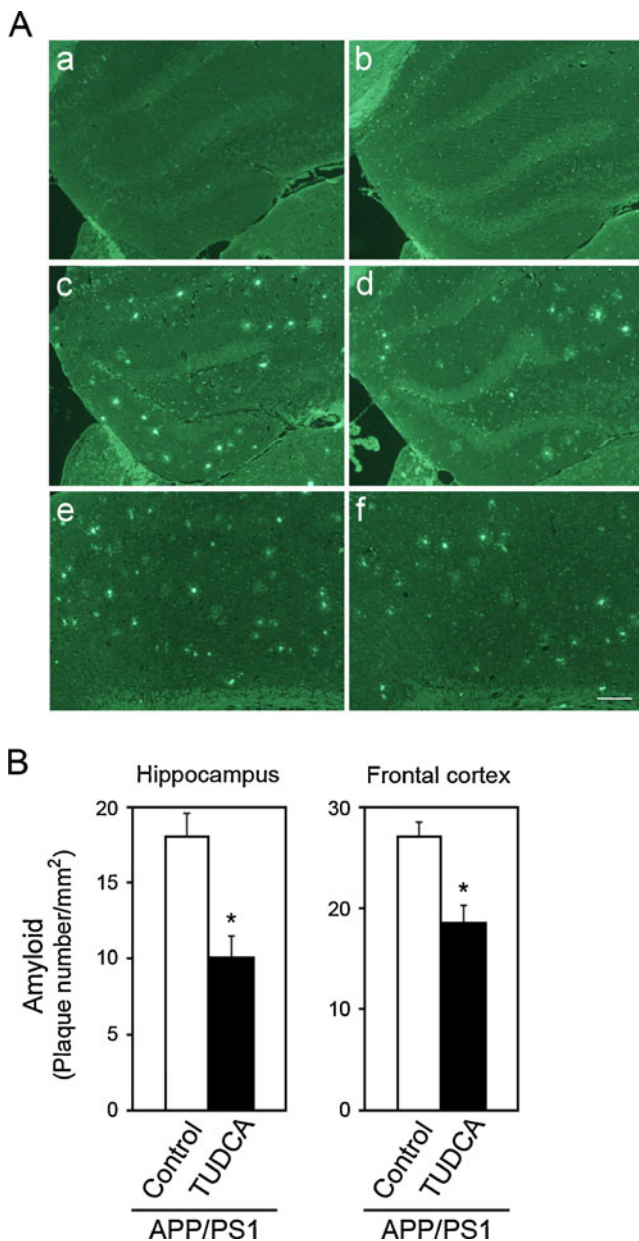 A
a
b
c
d
e
f
B
Hippocampus
Frontal cortex
Amyloid
(Plaque number/mm²)
20
15
10
5
0
*
30
20
10
0
*
Control
TUDCA
APP/PS1
Control
TUDCA
APP/PS1